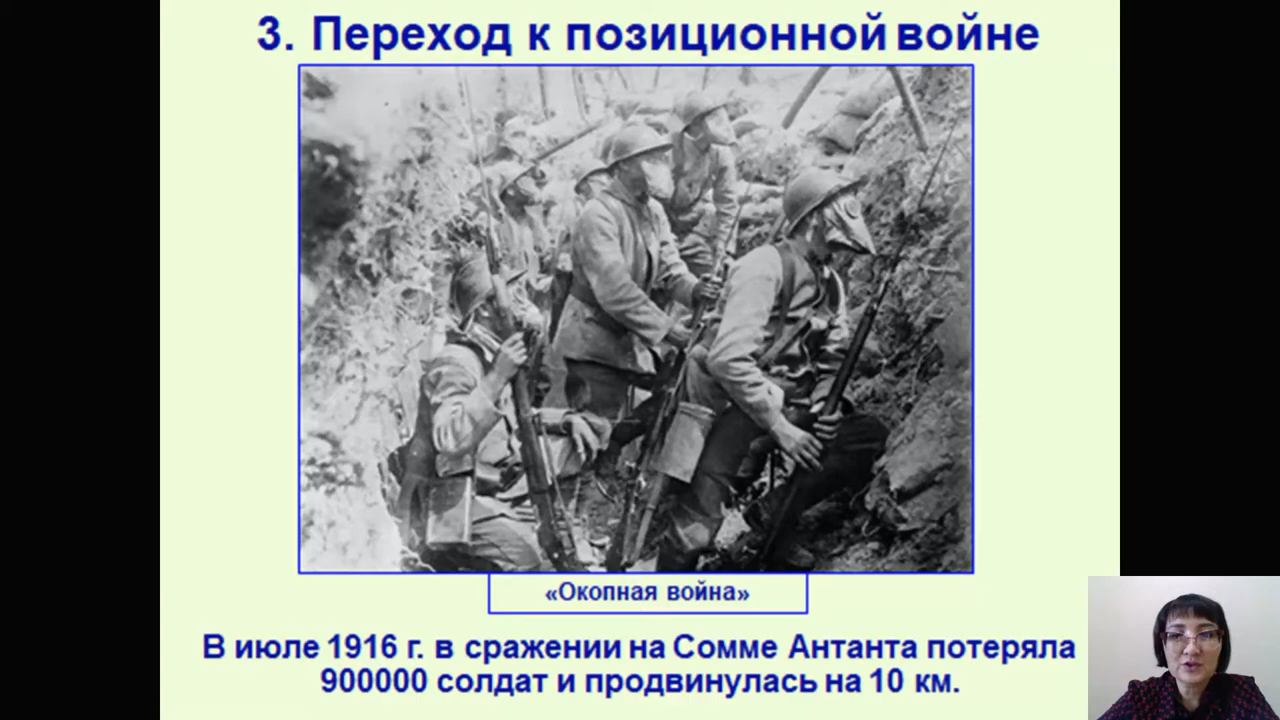 3. Переход к позиционной войне
«Окопная война»
В июле 1916 г. в сражении на Сомме Антанта потеряла
900000 солдат и продвинулась на 10 км.